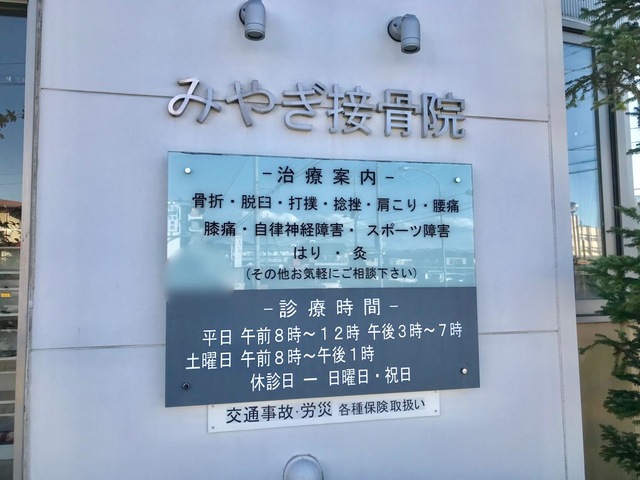 みやぎ接骨院
－治療案内－
骨折・脱臼・打撲・捻挫・肩こり・腰痛
膝痛・自律神経障害・スポーツ障害
はり・灸
（その他お気軽にご相談下さい）
－診療時間－
平日 午前８時～１２時 午後３時～７時
土曜日 午前８時～午後１時
休診日 ー 日曜日・祝日
交通事故・労災 各種保険取扱い